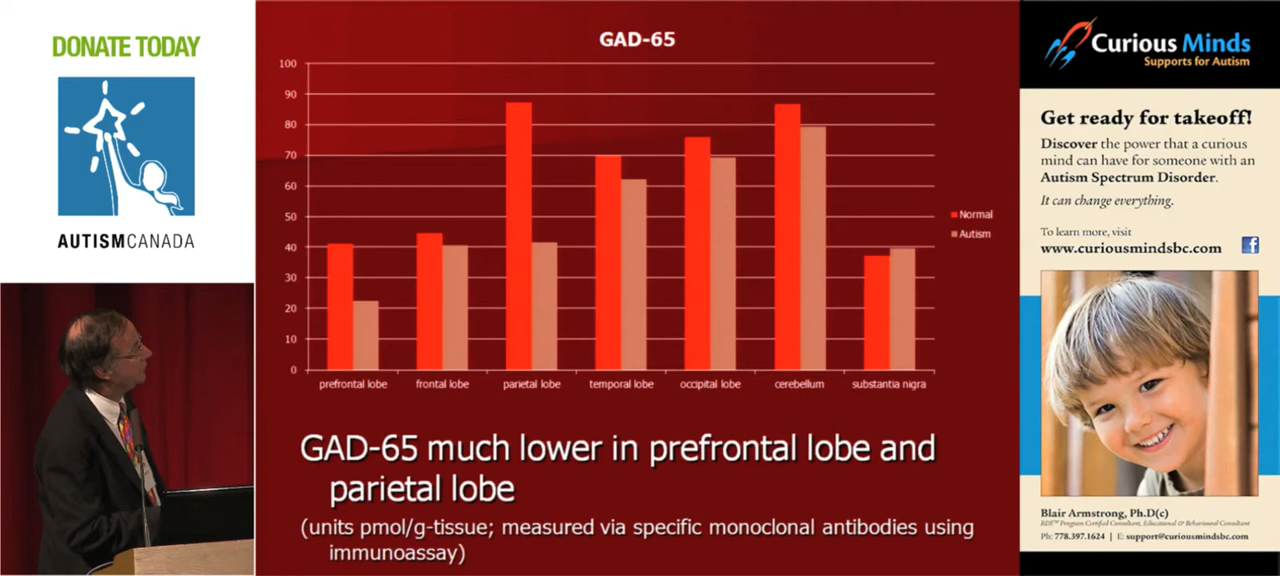 DONATE TODAY
AUTISMCANADA
GAD-65
100
90
80
70
60
50
40
30
20
10
0
prefrontal lobe
frontal lobe
parietal lobe
temporal lobe
occipital lobe
cerebellum
substantia nigra
Normal
Autism
GAD-65 much lower in prefrontal lobe and
parietal lobe
(units pmol/g-tissue; measured via specific monoclonal antibodies using
immunoassay)
Curious Minds
Supports for Autism
Get ready for takeoff!
Discover the power that a curious
mind can have for someone with an
Autism Spectrum Disorder.
It can change everything.
To learn more, visit
www.curiousmindsbc.com
f
Blair Armstrong, Ph.D(c)
RDI™ Program Certified Consultant, Educational & Behavioural Consultant
Ph: 778.397.1624 | E: support@curiousmindsbc.com